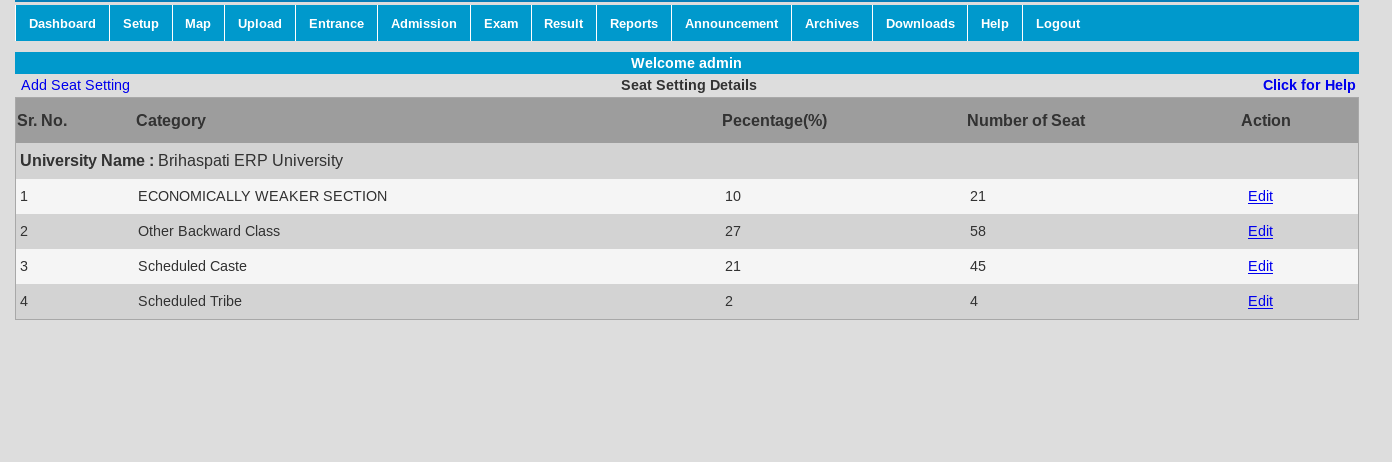 Dashboard Setup Map Upload Entrance Admission Exam Result Reports Announcement Archives Downloads Help Logout
Welcome admin
Add Seat Setting Seat Setting Details Click for Help
Sr. No. Category Pecentage(%) Number of Seat Action
University Name : Brihaspati ERP University
1 ECONOMICALLY WEAKER SECTION 10 21 Edit
2 Other Backward Class 27 58 Edit
3 Scheduled Caste 21 45 Edit
4 Scheduled Tribe 2 4 Edit